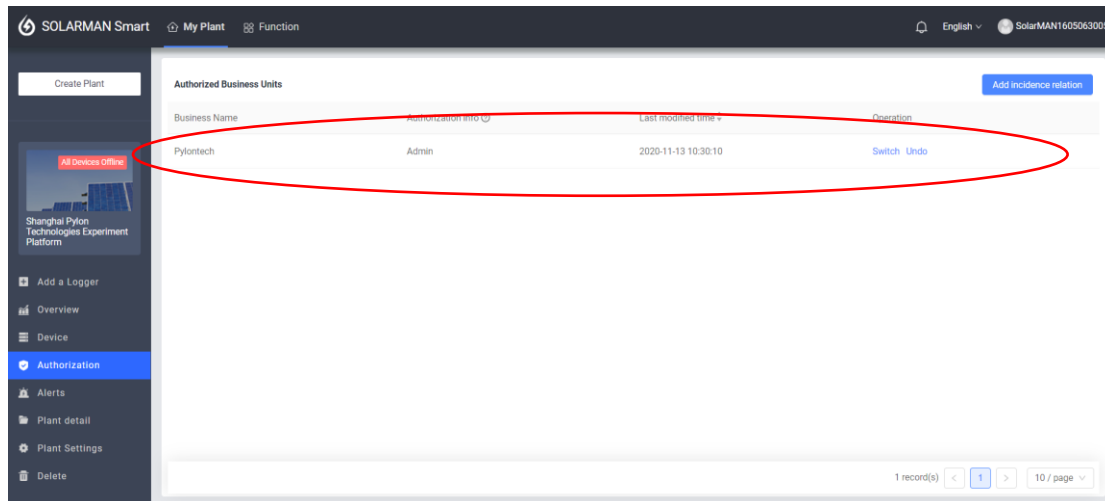 SOLARMAN Smart My Plant Function English SolarMAN1605063005
Create Plant
Authorized Business Units Add incidence relation
Business Name Authorization info Last modified time Operation
Pylontech Admin 2020-11-13 10:30:10 Switch Undo
All Devices Offline
Shanghai Pylon
Technologies Experiment
Platform
Add a Logger
Overview
Device
Authorization
Alerts
Plant detail
Plant Settings
Delete
1 record(s) < 1 > 10 / page